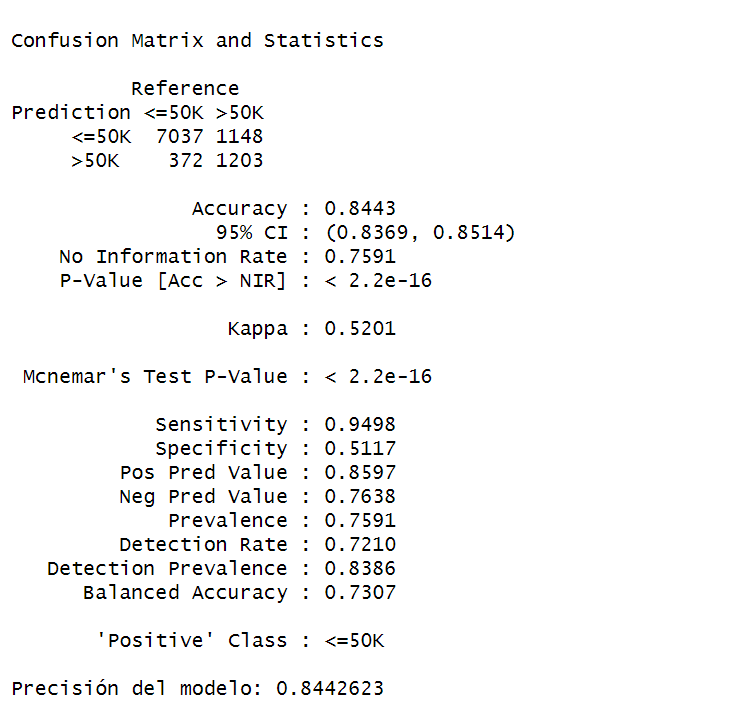 Confusion Matrix and Statistics
Reference
Prediction <=50K >50K
<=50K 7037 1148
>50K 372 1203
Accuracy : 0.8443
95% CI : (0.8369, 0.8514)
No Information Rate : 0.7591
P-Value [Acc > NIR] : < 2.2e-16
Kappa : 0.5201
Mcnemar's Test P-Value : < 2.2e-16
Sensitivity : 0.9498
Specificity : 0.5117
Pos Pred Value : 0.8597
Neg Pred Value : 0.7638
Prevalence : 0.7591
Detection Rate : 0.7210
Detection Prevalence : 0.8386
Balanced Accuracy : 0.7307
'Positive' Class : <=50K
Precisión del modelo: 0.8442623